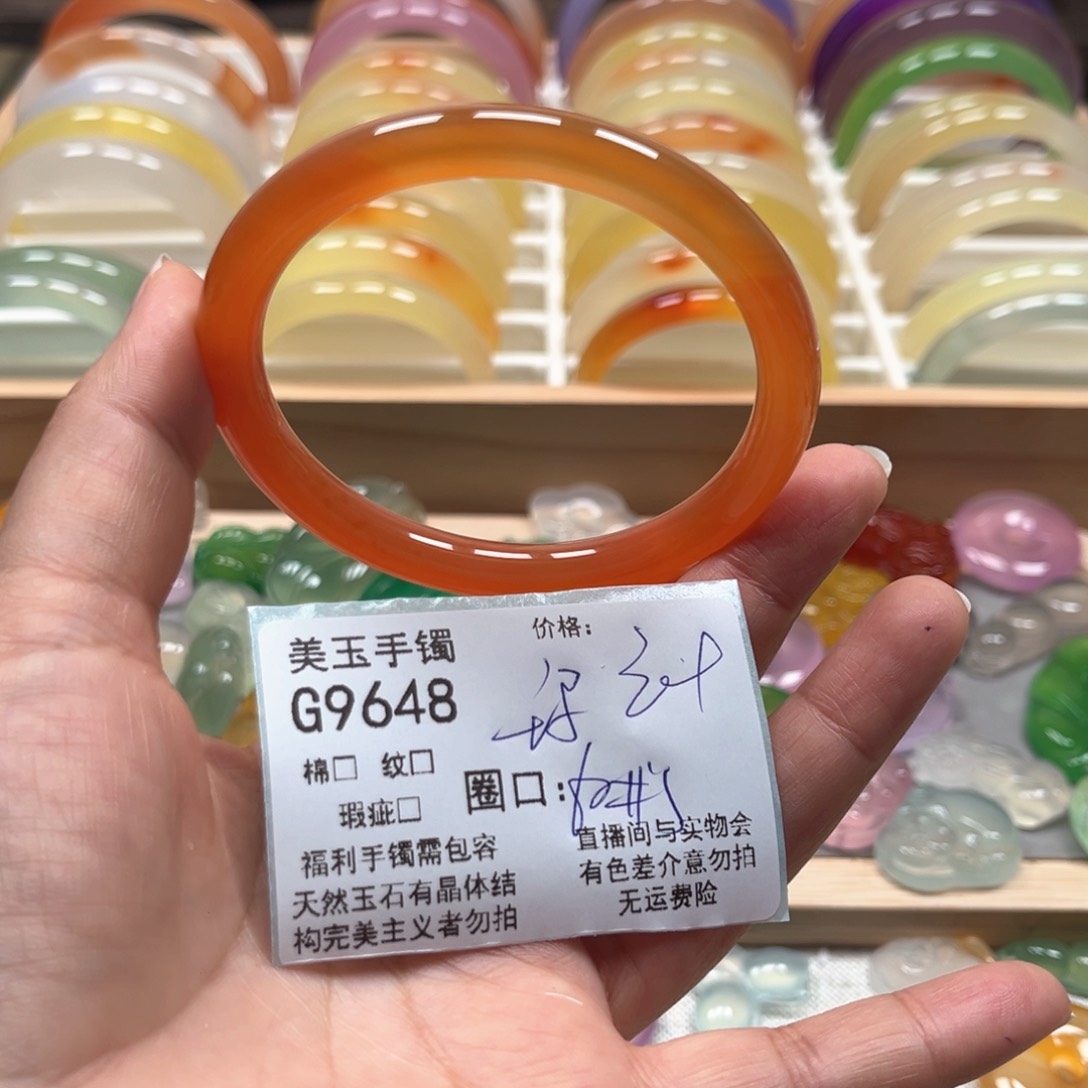 美玉手镯
价格:
G9648
棉□ 纹□
圈口:
瑕疵□
福利手镯需包容
天然玉石有晶体结
构完美主义者勿拍
直播间与实物会
有色差介意勿拍
无运费险